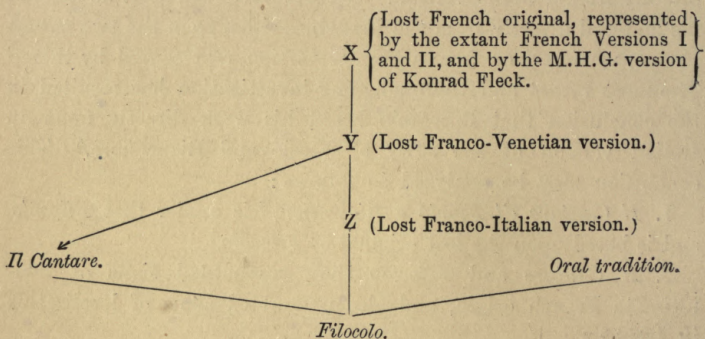 Lost French original, represented
by the extant French Versions I
X and II, and by the M.H.G. version
of Konrad Fleck.
Y (Lost Franco-Venetian version.)
Z (Lost Franco-Italian version.)
Il Cantare.
Oral tradition.
Filocolo.